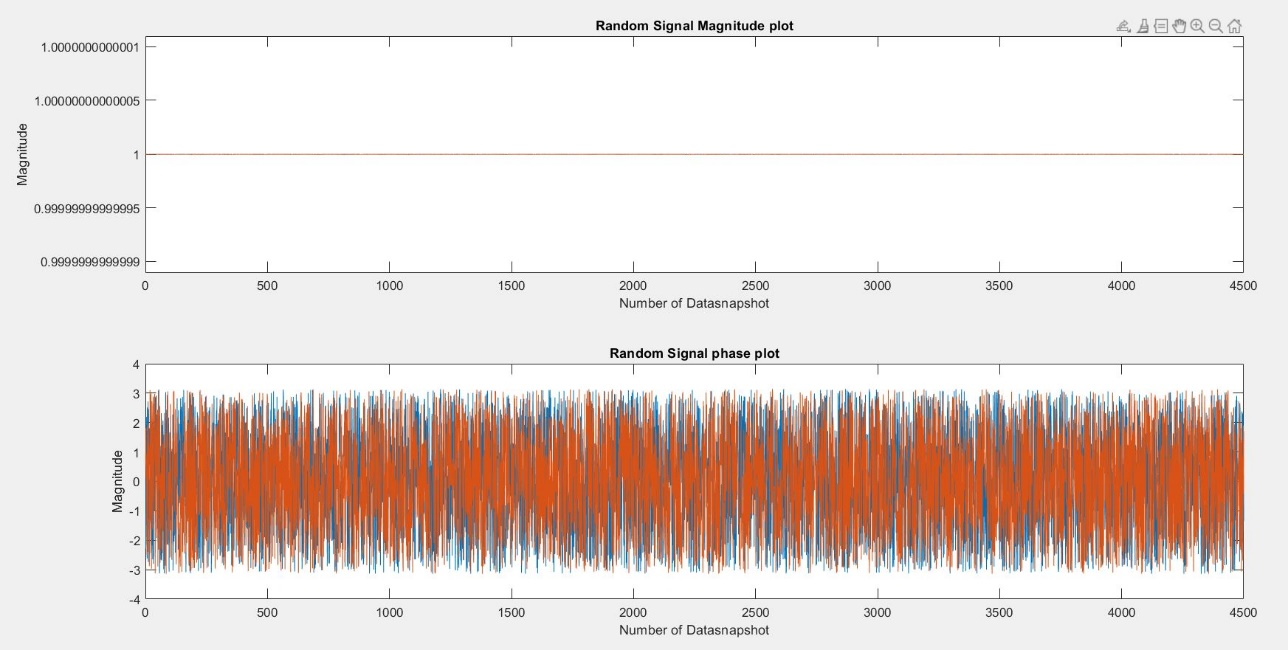 Random Signal Magnitude plot
1.0000000000001
1.00000000000005
1
0.99999999999995
0.9999999999999
Magnitude
0 500 1000 1500 2000 2500 3000 3500 4000 4500
Number of Datasnapshot
Random Signal phase plot
4
3
2
1
0
-1
-2
-3
-4
Magnitude
0 500 1000 1500 2000 2500 3000 3500 4000 4500
Number of Datasnapshot